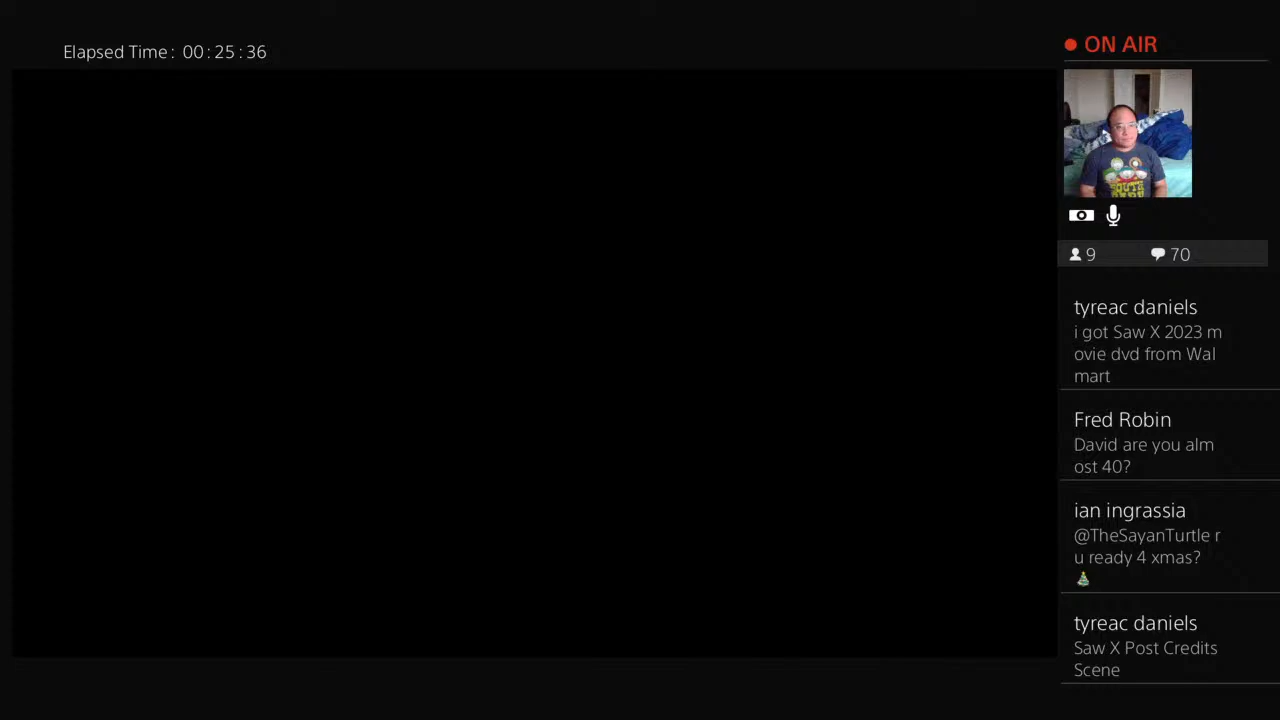 Elapsed Time: 00:25:36
ON AIR
SOUTH
PARK
9 70
tyreac daniels
i got Saw X 2023 m
ovie dvd from Wal
mart
Fred Robin
David are you alm
ost 40?
ian ingrassia
@TheSayanTurtle r
u ready 4 xmas?
tyreac daniels
Saw X Post Credits
Scene